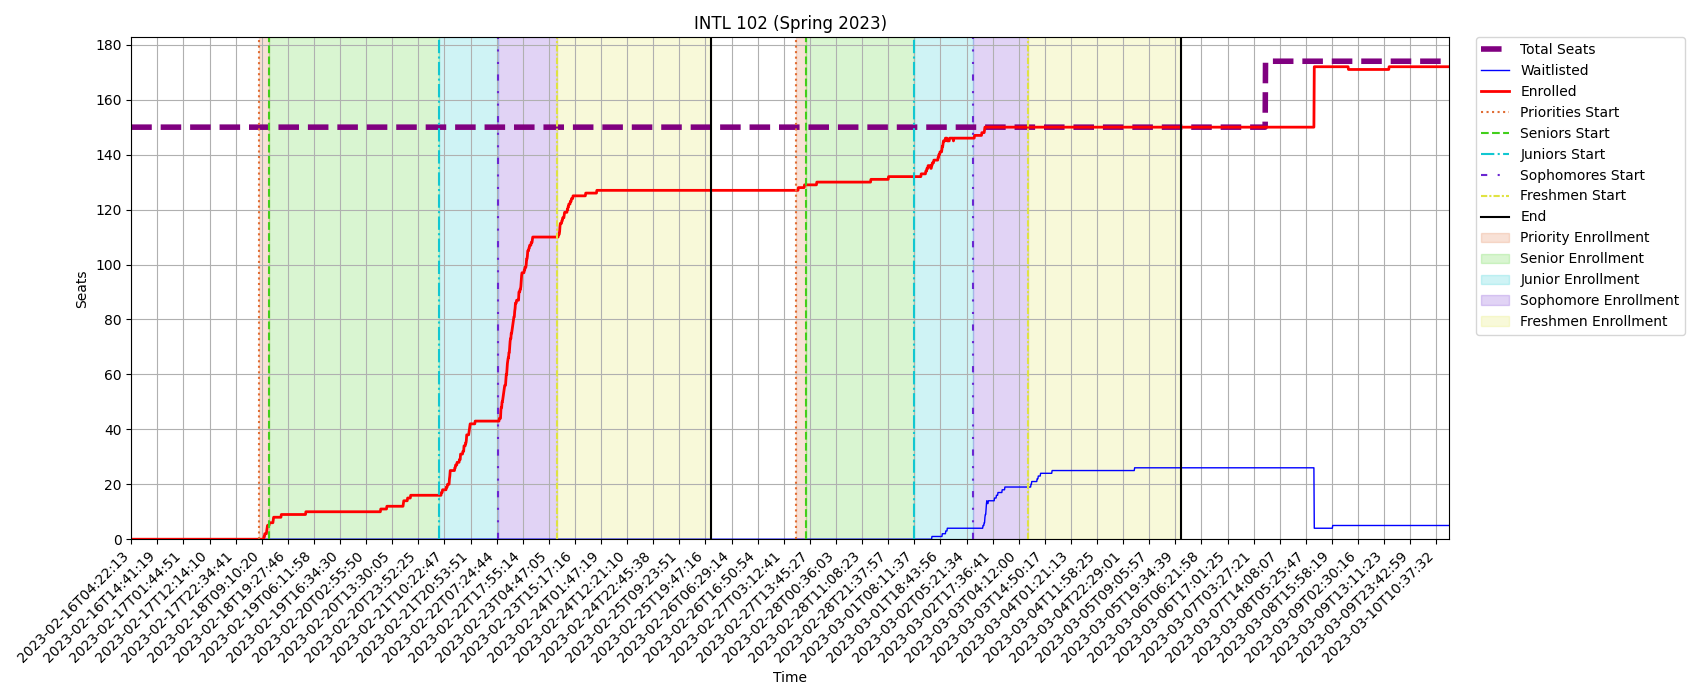 INTL 102 (Spring 2023)
Seats
180
160
140
120
100
80
60
40
20
0
2023-02-16T04:22:13
2023-02-16T14:41:19
2023-02-17T01:44:51
2023-02-17T12:14:10
2023-02-17T22:34:41
2023-02-18T09:10:20
2023-02-18T19:27:46
2023-02-19T06:11:58
2023-02-19T16:34:30
2023-02-20T02:55:50
2023-02-20T13:30:05
2023-02-20T23:52:25
2023-02-21T10:22:47
2023-02-21T20:53:51
2023-02-22T07:24:44
2023-02-22T17:55:14
2023-02-23T04:47:05
2023-02-23T15:17:16
2023-02-24T01:47:19
2023-02-24T12:21:10
2023-02-24T22:45:38
2023-02-25T09:23:51
2023-02-25T19:47:16
2023-02-26T06:29:14
2023-02-26T16:50:54
2023-02-27T03:12:41
2023-02-27T13:45:27
2023-02-28T00:36:03
2023-02-28T11:08:23
2023-02-28T21:37:57
2023-03-01T08:11:37
2023-03-01T18:43:56
2023-03-02T05:21:34
2023-03-02T17:36:41
2023-03-03T04:12:00
2023-03-03T14:50:17
2023-03-04T01:21:13
2023-03-04T11:58:25
2023-03-04T22:29:01
2023-03-05T09:05:57
2023-03-05T19:34:39
2023-03-06T06:21:58
2023-03-06T17:01:25
2023-03-07T03:27:21
2023-03-07T14:08:07
2023-03-08T05:25:47
2023-03-08T15:58:19
2023-03-09T02:30:16
2023-03-09T13:11:23
2023-03-09T23:42:59
2023-03-10T10:37:32
Time
Total Seats
Waitlisted
Enrolled
Priorities Start
Seniors Start
Juniors Start
Sophomores Start
Freshmen Start
End
Priority Enrollment
Senior Enrollment
Junior Enrollment
Sophomore Enrollment
Freshmen Enrollment